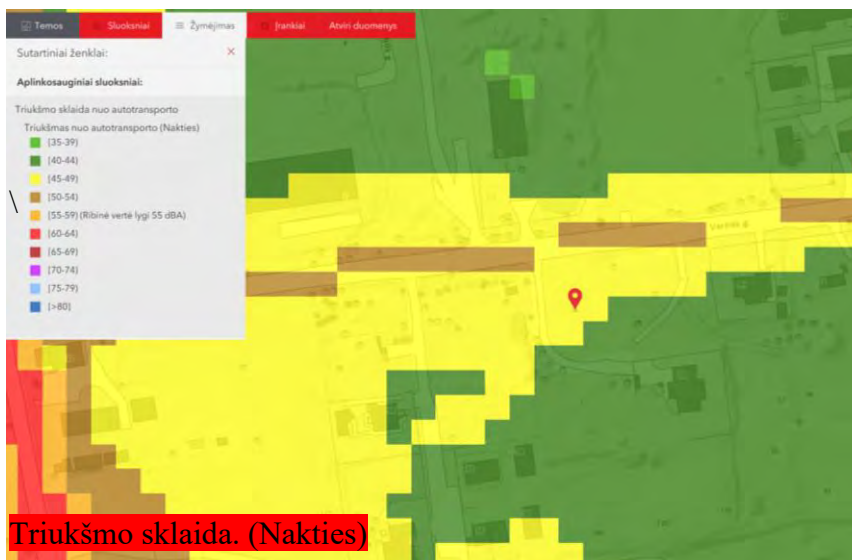 Temos
Sluoksniai
Žymėjimas
Įrankiai
Atviri duomenys
Sutartiniai ženklai:
×
Aplinkosauginiai sluoksniai:
Triukšmo sklaida nuo autotransporto
Triukšmas nuo autotransporto (Nakties)
[35-39)
[40-44)
[45-49)
[50-54)
\
[55-59) (Ribinė vertė lygi 55 dBA)
[60-64)
[65-69)
[70-74)
[75-79)
[>80)
Varnės g.
Triukšmo sklaida. (Nakties)